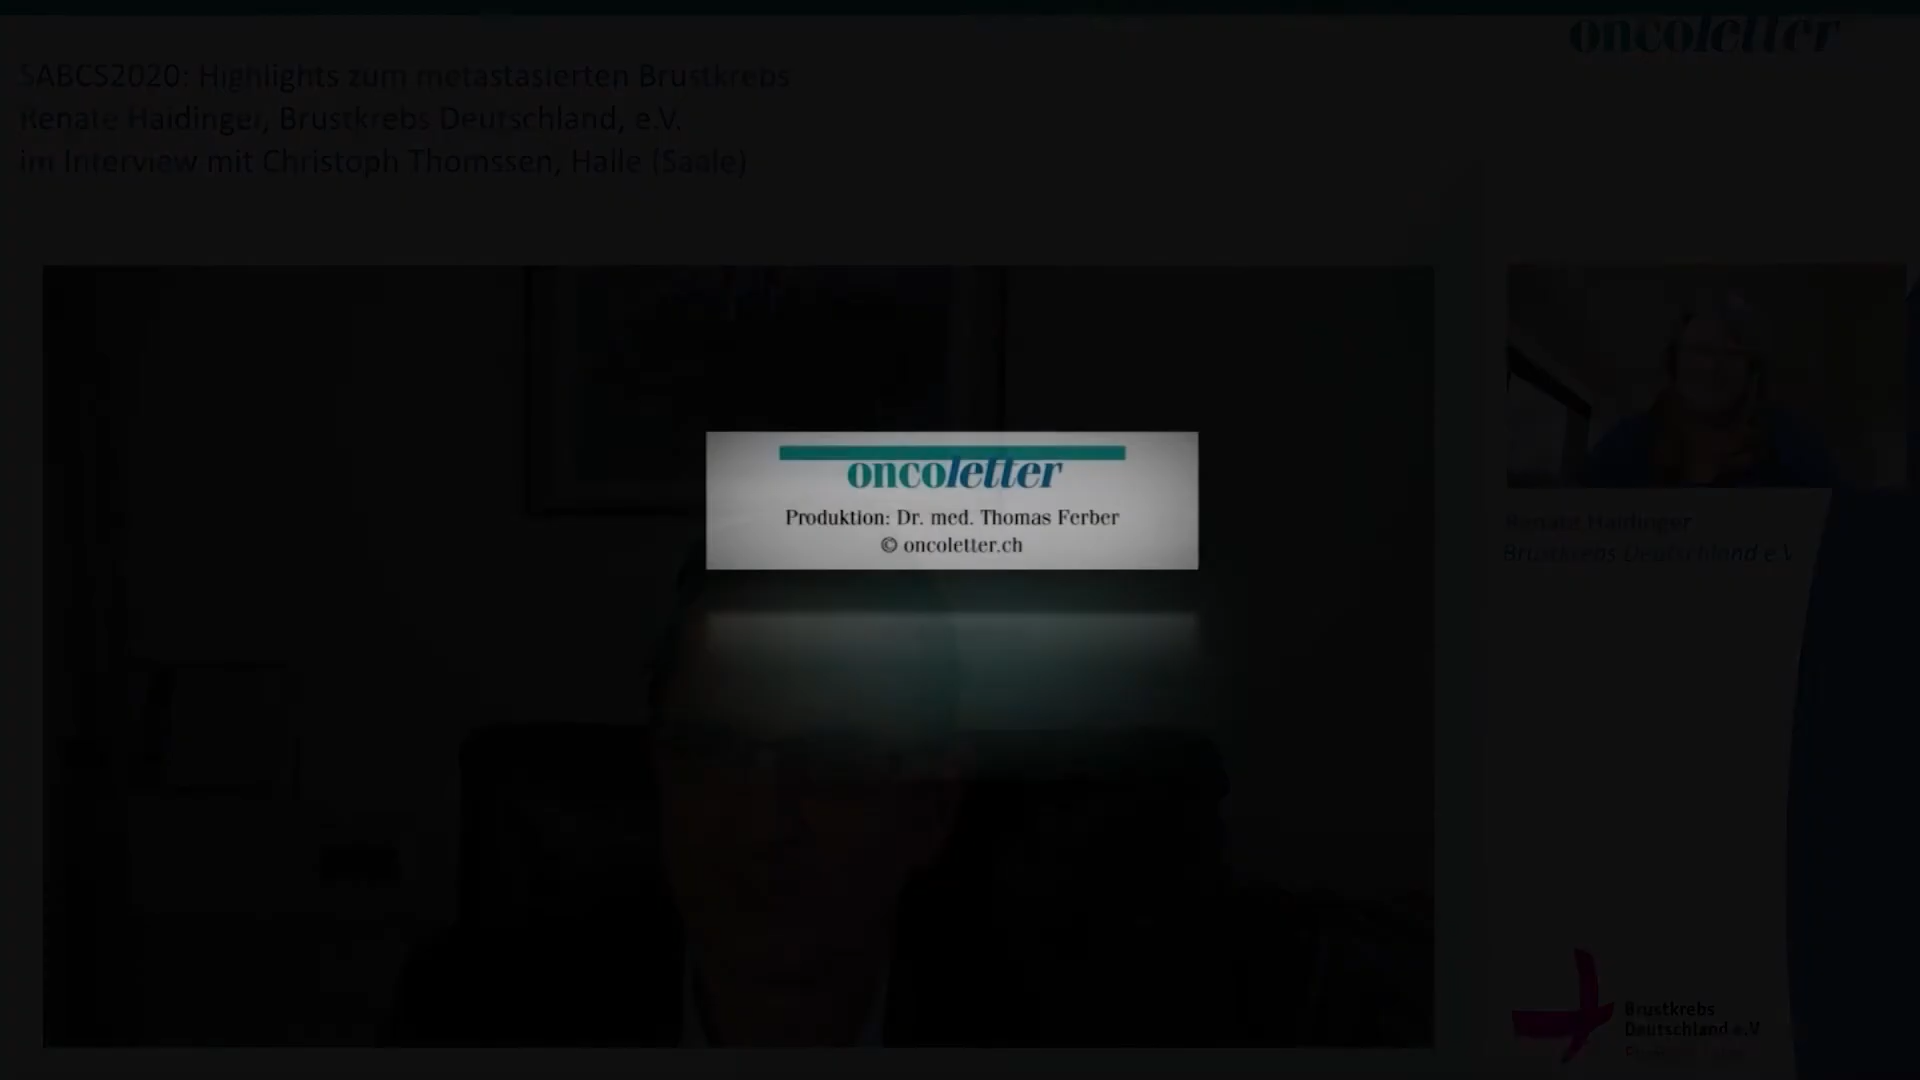 oncoletter
SABCS2020: Highlights zum metastasierten Brustkrebs
Renate Haidinger, Brustkrebs Deutschland, e.V.
im Interview mit Christoph Thomssen, Halle (Saale)
oncoletter
Produktion: Dr. med. Thomas Ferber
© oncoletter.ch
Renate Haidinger
Brustkrebs Deutschland e.V.
Brustkrebs
Deutschland e.V.